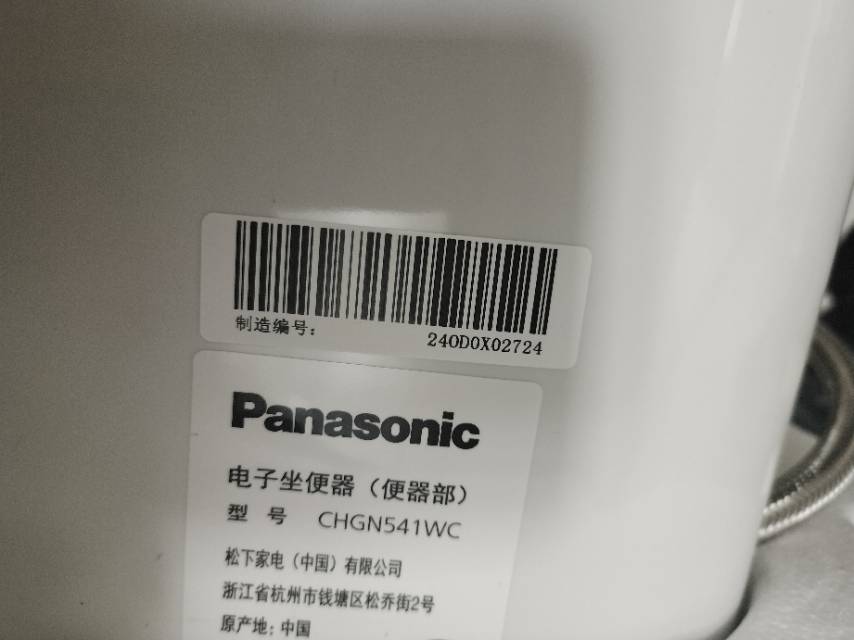 制造编号:
240D0X02724
Panasonic
电子坐便器（便器部）
型 号 CHGN541WC
松下家电（中国）有限公司
浙江省杭州市钱塘区松乔街2号
原产地: 中国